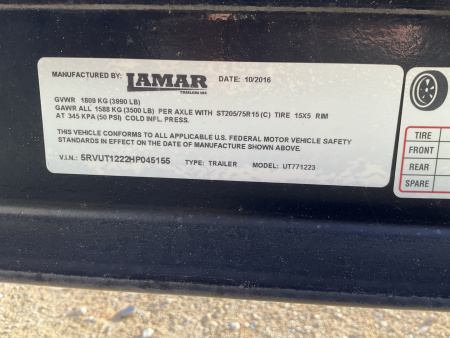 MANUFACTURED BY: LAMAR TRAILERS INC DATE: 10/2016
GVWR 1809 KG (3990 LB)
GAWR ALL 1588 KG (3500 LB) PER AXLE WITH ST205/75R15 (C) TIRE 15X5 RIM
AT 345 KPA (50 PSI) COLD INFL. PRESS.
THIS VEHICLE CONFORMS TO ALL APPLICABLE U.S. FEDERAL MOTOR VEHICLE SAFETY
STANDARDS IN EFFECT ON THE DATE OF MANUFACTURE SHOWN ABOVE.
V.I.N.: 5RVUT1222HP045155 TYPE: TRAILER MODEL: UT771223
TIRE
FRONT
REAR
SPARE